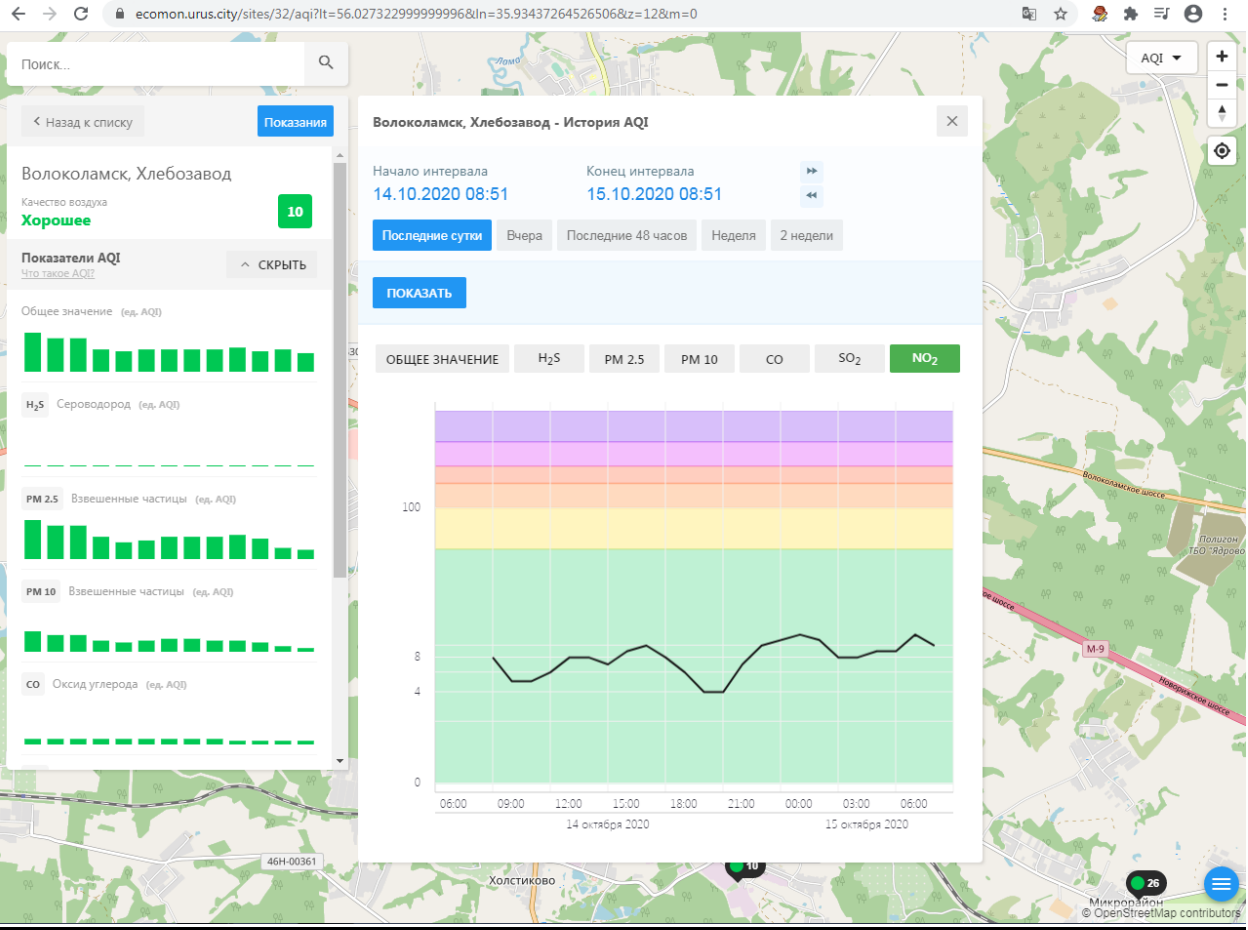 ecomon.urus.city/sites/32/aqi?lt=56.027322999999996&ln=35.93437264526506&z=12&m=0
Поиск...
AQI
Лама
Назад к списку
Показания
Волоколамск, Хлебозавод - История AQI
Волоколамск, Хлебозавод
Качество воздуха
Хорошее
10
Показатели AQI
Что такое AQI?
СКРЫТЬ
Общее значение (ед. AQI)
H2S Сероводород (ед. AQI)
PM 2.5 Взвешенные частицы (ед. AQI)
PM 10 Взвешенные частицы (ед. AQI)
CO Оксид углерода (ед. AQI)
Начало интервала
Конец интервала
14.10.2020 08:51
15.10.2020 08:51
Последние сутки
Вчера
Последние 48 часов
Неделя
2 недели
ПОКАЗАТЬ
ОБЩЕЕ ЗНАЧЕНИЕ
H2S
PM 2.5
PM 10
CO
SO2
NO2
100
8
4
0
06:00 09:00 12:00 15:00 18:00 21:00 00:00 03:00 06:00
14 октября 2020 15 октября 2020
Волоколамское шоссе
Полигон
ТБО "Ядрово
М-9
Новорижское шоссе
46Н-00361
Холстиково
10
26
Микрорайон
© OpenStreetMap contributors